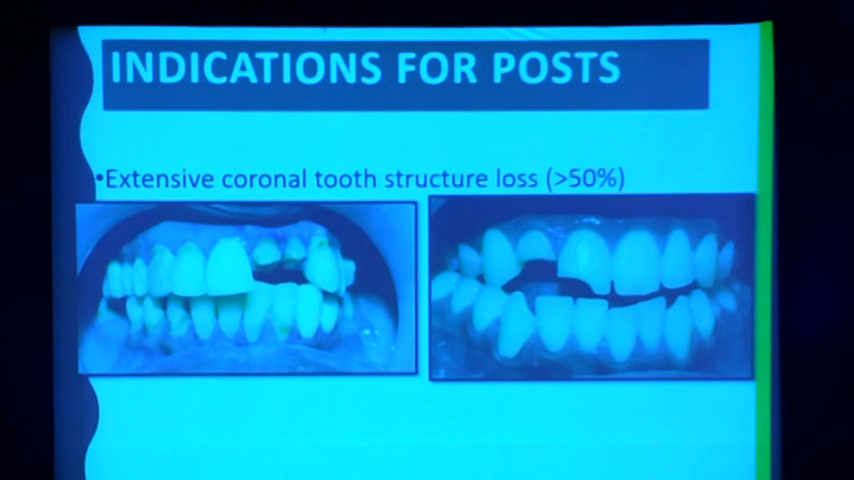 INDICATIONS FOR POSTS
•Extensive coronal tooth structure loss (>50%)